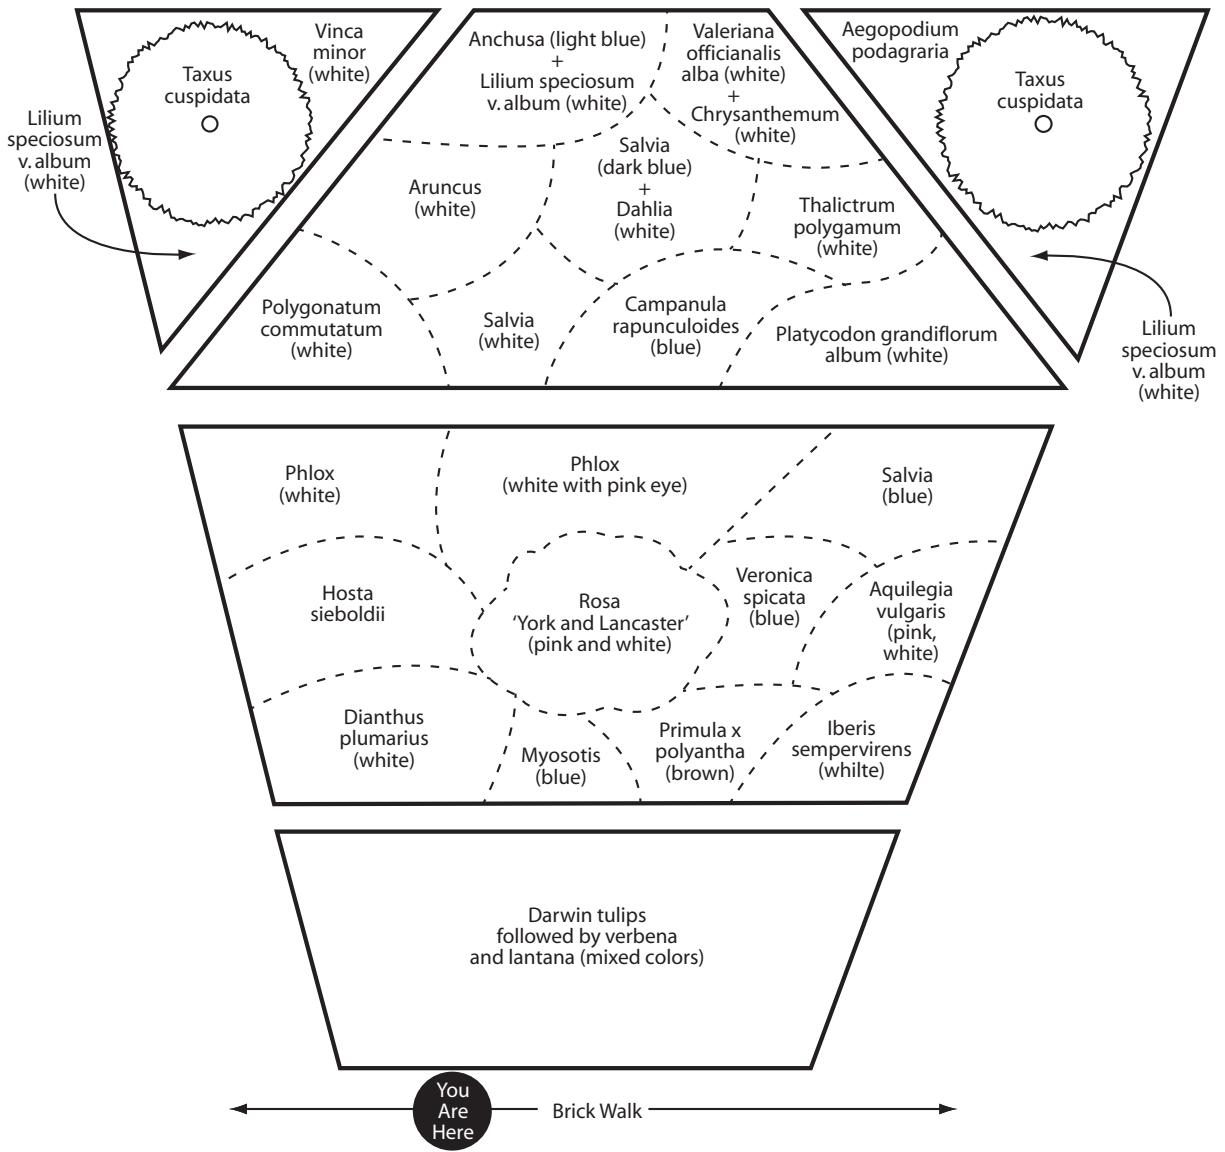 Vinca
minor
(white)
Taxus
cuspidata
Lilium
speciosum
v. album
(white)
Anchusa (light blue)
+
Lilium speciosum
v. album (white)
Valeriana
officianalis
alba (white)
+
Chrysanthemum
(white)
Aegopodium
podagraria
Taxus
cuspidata
Aruncus
(white)
Salvia
(dark blue)
+
Dahlia
(white)
Thalictrum
polygamum
(white)
Polygonatum
commutatum
(white)
Salvia
(white)
Campanula
rapunculoides
(blue)
Platycodon grandiflorum
album (white)
Lilium
speciosum
v. album
(white)
Phlox
(white)
Phlox
(white with pink eye)
Salvia
(blue)
Hosta
sieboldii
Rosa
‘York and Lancaster’
(pink and white)
Veronica
spicata
(blue)
Aquilegia
vulgaris
(pink,
white)
Dianthus
plumarius
(white)
Myosotis
(blue)
Primula x
polyantha
(brown)
Iberis
sempervirens
(whilte)
Darwin tulips
followed by verbena
and lantana (mixed colors)
You
Are
Here
Brick Walk